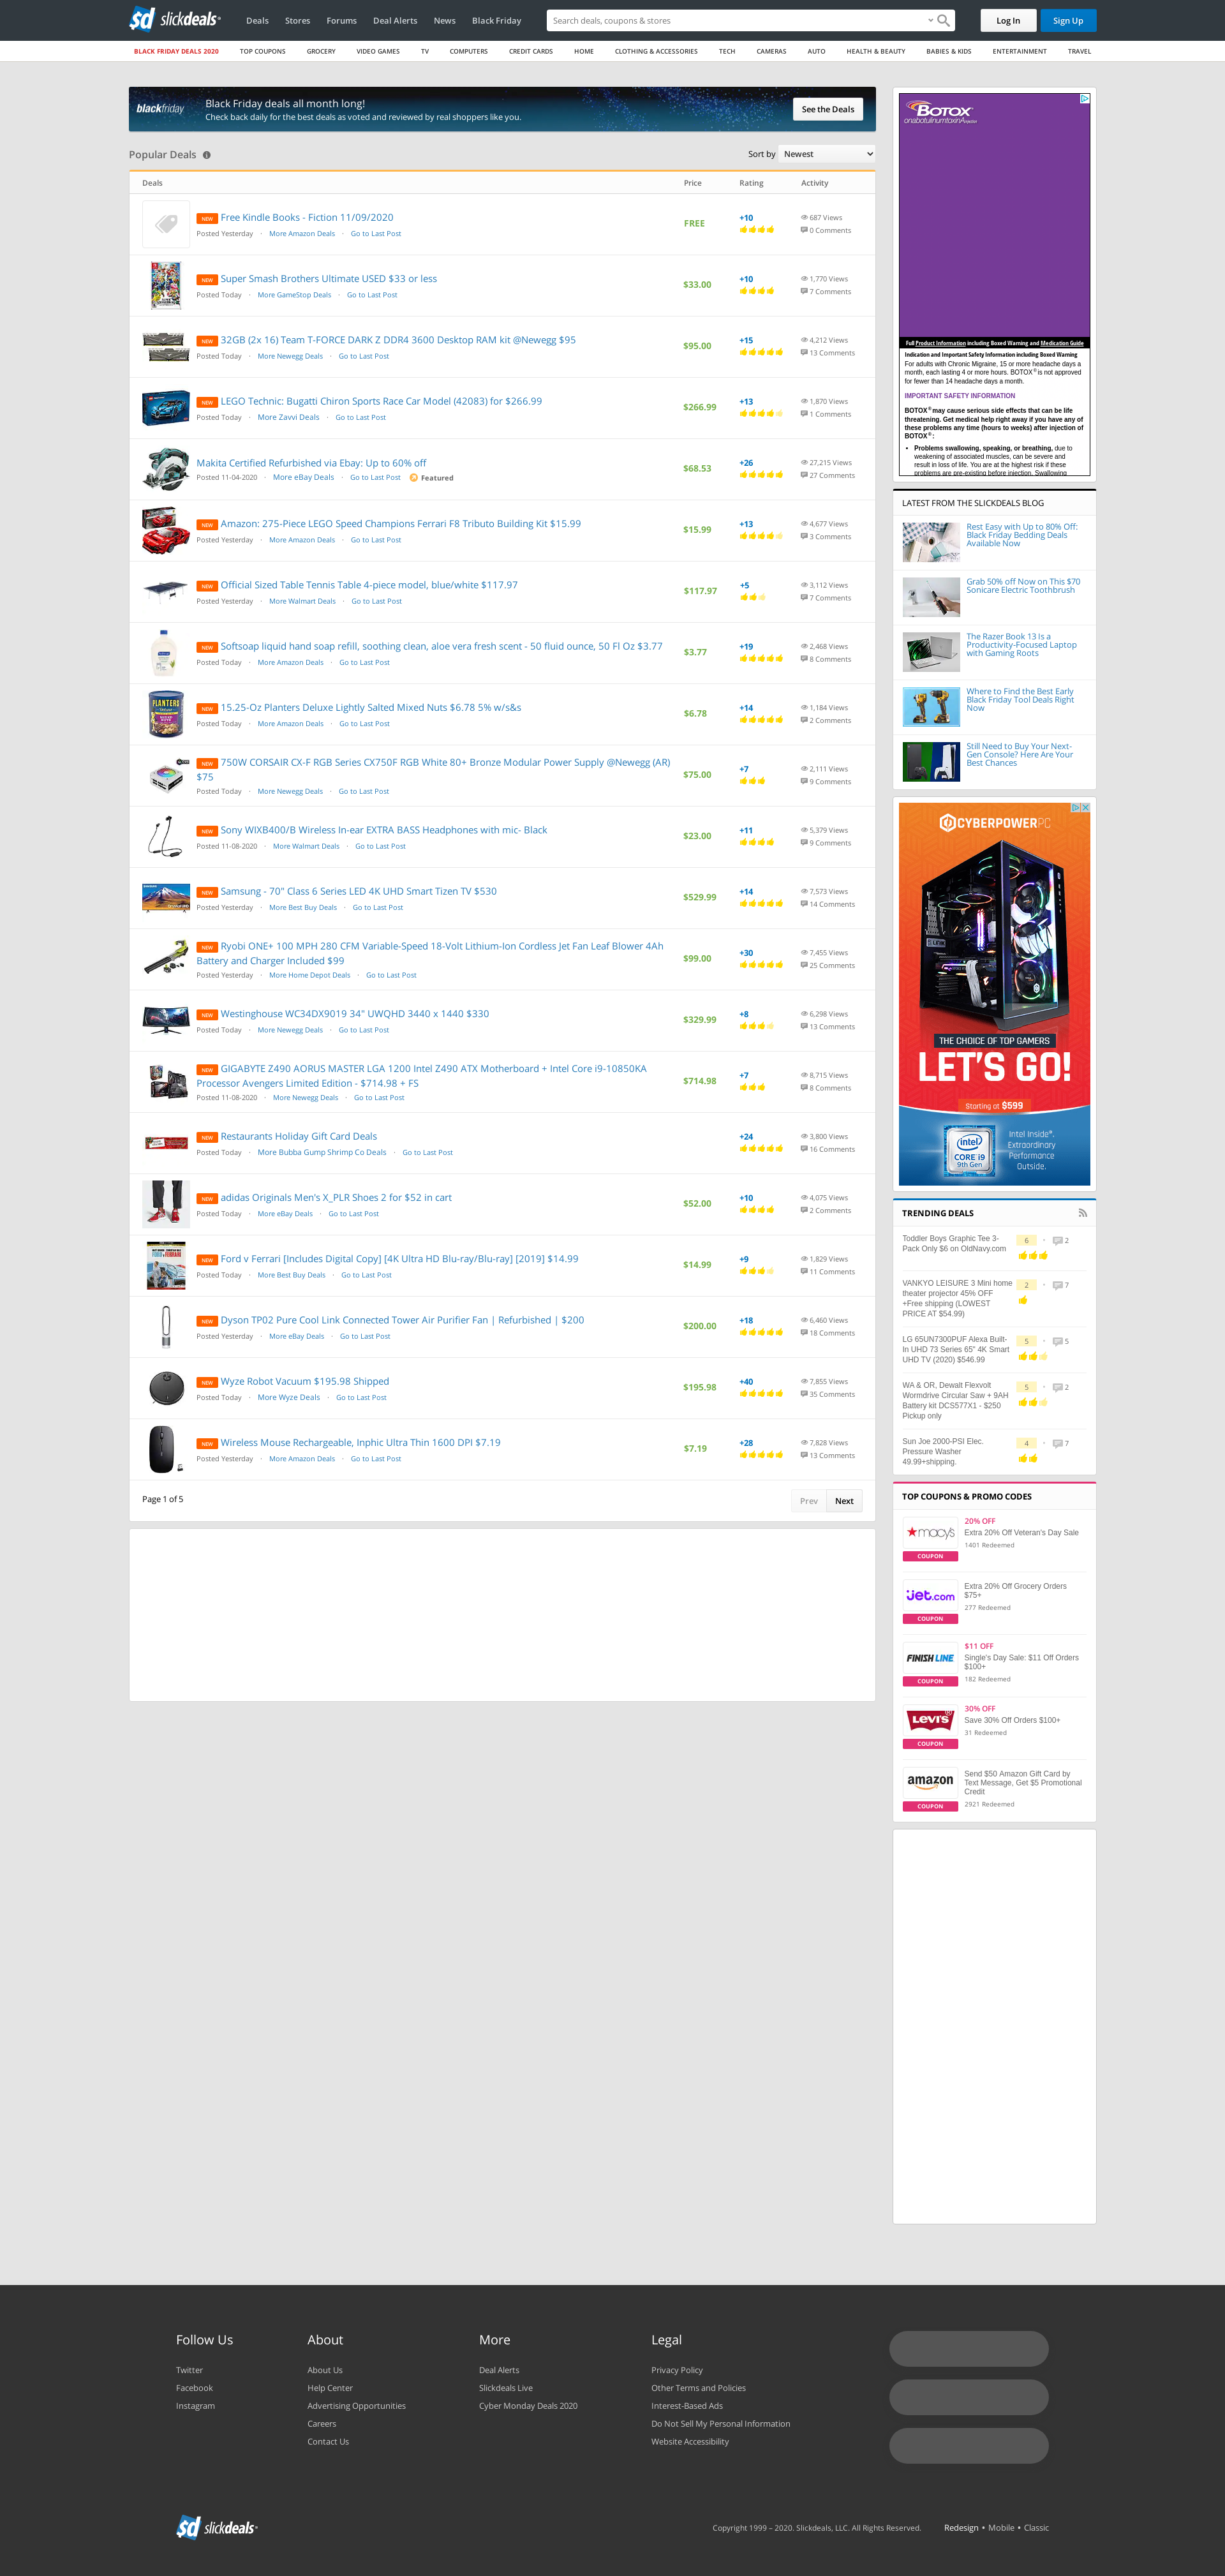 sd slickdeals
Deals Stores Forums Deal Alerts News Black Friday
Search deals, coupons & stores
Log In Sign Up
BLACK FRIDAY DEALS 2020 TOP COUPONS GROCERY VIDEO GAMES TV COMPUTERS CREDIT CARDS HOME CLOTHING & ACCESSORIES TECH CAMERAS AUTO HEALTH & BEAUTY BABIES & KIDS ENTERTAINMENT TRAVEL
blackfriday
Black Friday deals all month long!
Check back daily for the best deals as voted and reviewed by real shoppers like you.
See the Deals
Popular Deals
Sort by Newest
Deals Price Rating Activity
NEW Free Kindle Books - Fiction 11/09/2020
Posted Yesterday · More Amazon Deals · Go to Last Post
FREE
+10
687 Views
0 Comments
NEW Super Smash Brothers Ultimate USED $33 or less
Posted Today · More GameStop Deals · Go to Last Post
$33.00
+10
1,770 Views
7 Comments
NEW 32GB (2x 16) Team T-FORCE DARK Z DDR4 3600 Desktop RAM kit @Newegg $95
Posted Today · More Newegg Deals · Go to Last Post
$95.00
+15
4,212 Views
13 Comments
NEW LEGO Technic: Bugatti Chiron Sports Race Car Model (42083) for $266.99
Posted Today · More Zavvi Deals · Go to Last Post
$266.99
+13
1,870 Views
1 Comments
Makita Certified Refurbished via Ebay: Up to 60% off
Posted 11-04-2020 · More eBay Deals · Go to Last Post Featured
$68.53
+26
27,215 Views
27 Comments
NEW Amazon: 275-Piece LEGO Speed Champions Ferrari F8 Tributo Building Kit $15.99
Posted Yesterday · More Amazon Deals · Go to Last Post
$15.99
+13
4,677 Views
3 Comments
NEW Official Sized Table Tennis Table 4-piece model, blue/white $117.97
Posted Yesterday · More Walmart Deals · Go to Last Post
$117.97
+5
3,112 Views
7 Comments
NEW Softsoap liquid hand soap refill, soothing clean, aloe vera fresh scent - 50 fluid ounce, 50 Fl Oz $3.77
Posted Today · More Amazon Deals · Go to Last Post
$3.77
+19
2,468 Views
8 Comments
NEW 15.25-Oz Planters Deluxe Lightly Salted Mixed Nuts $6.78 5% w/s&s
Posted Today · More Amazon Deals · Go to Last Post
$6.78
+14
1,184 Views
2 Comments
NEW 750W CORSAIR CX-F RGB Series CX750F RGB White 80+ Bronze Modular Power Supply @Newegg (AR)
$75
Posted Today · More Newegg Deals · Go to Last Post
$75.00
+7
2,111 Views
9 Comments
NEW Sony WIXB400/B Wireless In-ear EXTRA BASS Headphones with mic- Black
Posted 11-08-2020 · More Walmart Deals · Go to Last Post
$23.00
+11
5,379 Views
9 Comments
NEW Samsung - 70" Class 6 Series LED 4K UHD Smart Tizen TV $530
Posted Yesterday · More Best Buy Deals · Go to Last Post
$529.99
+14
7,573 Views
14 Comments
NEW Ryobi ONE+ 100 MPH 280 CFM Variable-Speed 18-Volt Lithium-Ion Cordless Jet Fan Leaf Blower 4Ah
Battery and Charger Included $99
Posted Yesterday · More Home Depot Deals · Go to Last Post
$99.00
+30
7,455 Views
25 Comments
NEW Westinghouse WC34DX9019 34" UWQHD 3440 x 1440 $330
Posted Today · More Newegg Deals · Go to Last Post
$329.99
+8
6,298 Views
13 Comments
NEW GIGABYTE Z490 AORUS MASTER LGA 1200 Intel Z490 ATX Motherboard + Intel Core i9-10850KA
Processor Avengers Limited Edition - $714.98 + FS
Posted 11-08-2020 · More Newegg Deals · Go to Last Post
$714.98
+7
8,715 Views
8 Comments
NEW Restaurants Holiday Gift Card Deals
Posted Today · More Bubba Gump Shrimp Co Deals · Go to Last Post
+24
3,800 Views
16 Comments
NEW adidas Originals Men's X_PLR Shoes 2 for $52 in cart
Posted Today · More eBay Deals · Go to Last Post
$52.00
+10
4,075 Views
2 Comments
NEW Ford v Ferrari [Includes Digital Copy] [4K Ultra HD Blu-ray/Blu-ray] [2019] $14.99
Posted Today · More Best Buy Deals · Go to Last Post
$14.99
+9
1,829 Views
11 Comments
NEW Dyson TP02 Pure Cool Link Connected Tower Air Purifier Fan | Refurbished | $200
Posted Yesterday · More eBay Deals · Go to Last Post
$200.00
+18
6,460 Views
18 Comments
NEW Wyze Robot Vacuum $195.98 Shipped
Posted Today · More Wyze Deals · Go to Last Post
$195.98
+40
7,855 Views
35 Comments
NEW Wireless Mouse Rechargeable, Inphic Ultra Thin 1600 DPI $7.19
Posted Yesterday · More Amazon Deals · Go to Last Post
$7.19
+28
7,828 Views
13 Comments
Page 1 of 5
Prev Next
BOTOX
onabotulinumtoxinA
Full Product Information including Boxed Warning and Medication Guide
Indication and Important Safety Information including Boxed Warning
For adults with Chronic Migraine, 15 or more headache days a
month, each lasting 4 or more hours. BOTOX® is not approved
for fewer than 14 headache days a month.
IMPORTANT SAFETY INFORMATION
BOTOX® may cause serious side effects that can be life
threatening. Get medical help right away if you have any of
these problems any time (hours to weeks) after injection of
BOTOX®:
• Problems swallowing, speaking, or breathing, due to
weakening of associated muscles, can be severe and
result in loss of life. You are at the highest risk if these
problems are pre-existing before injection. Swallowing
LATEST FROM THE SLICKDEALS BLOG
Rest Easy with Up to 80% Off:
Black Friday Bedding Deals
Available Now
Grab 50% off Now on This $70
Sonicare Electric Toothbrush
The Razer Book 13 Is a
Productivity-Focused Laptop
with Gaming Roots
Where to Find the Best Early
Black Friday Tool Deals Right
Now
Still Need to Buy Your Next-
Gen Console? Here Are Your
Best Chances
CYBERPOWERPC
THE CHOICE OF TOP GAMERS
LET'S GO!
Starting at $599
intel CORE i9 9th Gen
Intel Inside®.
Extraordinary
Performance
Outside.
TRENDING DEALS
Toddler Boys Graphic Tee 3-
Pack Only $6 on OldNavy.com
6 · 2
VANKYO LEISURE 3 Mini home
theater projector 45% OFF
+Free shipping (LOWEST
PRICE AT $54.99)
2 · 7
LG 65UN7300PUF Alexa Built-
In UHD 73 Series 65" 4K Smart
UHD TV (2020) $546.99
5 · 5
WA & OR, Dewalt Flexvolt
Wormdrive Circular Saw + 9AH
Battery kit DCS577X1 - $250
Pickup only
5 · 2
Sun Joe 2000-PSI Elec.
Pressure Washer
49.99+shipping.
4 · 7
TOP COUPONS & PROMO CODES
macy's
COUPON
20% OFF
Extra 20% Off Veteran's Day Sale
1401 Redeemed
jet.com
COUPON
Extra 20% Off Grocery Orders
$75+
277 Redeemed
FINISH LINE
COUPON
$11 OFF
Single's Day Sale: $11 Off Orders
$100+
182 Redeemed
LEVI'S
COUPON
30% OFF
Save 30% Off Orders $100+
31 Redeemed
amazon
COUPON
Send $50 Amazon Gift Card by
Text Message, Get $5 Promotional
Credit
2921 Redeemed
Follow Us
Twitter
Facebook
Instagram
About
About Us
Help Center
Advertising Opportunities
Careers
Contact Us
More
Deal Alerts
Slickdeals Live
Cyber Monday Deals 2020
Legal
Privacy Policy
Other Terms and Policies
Interest-Based Ads
Do Not Sell My Personal Information
Website Accessibility
sd slickdeals
Copyright 1999 – 2020. Slickdeals, LLC. All Rights Reserved. Redesign • Mobile • Classic